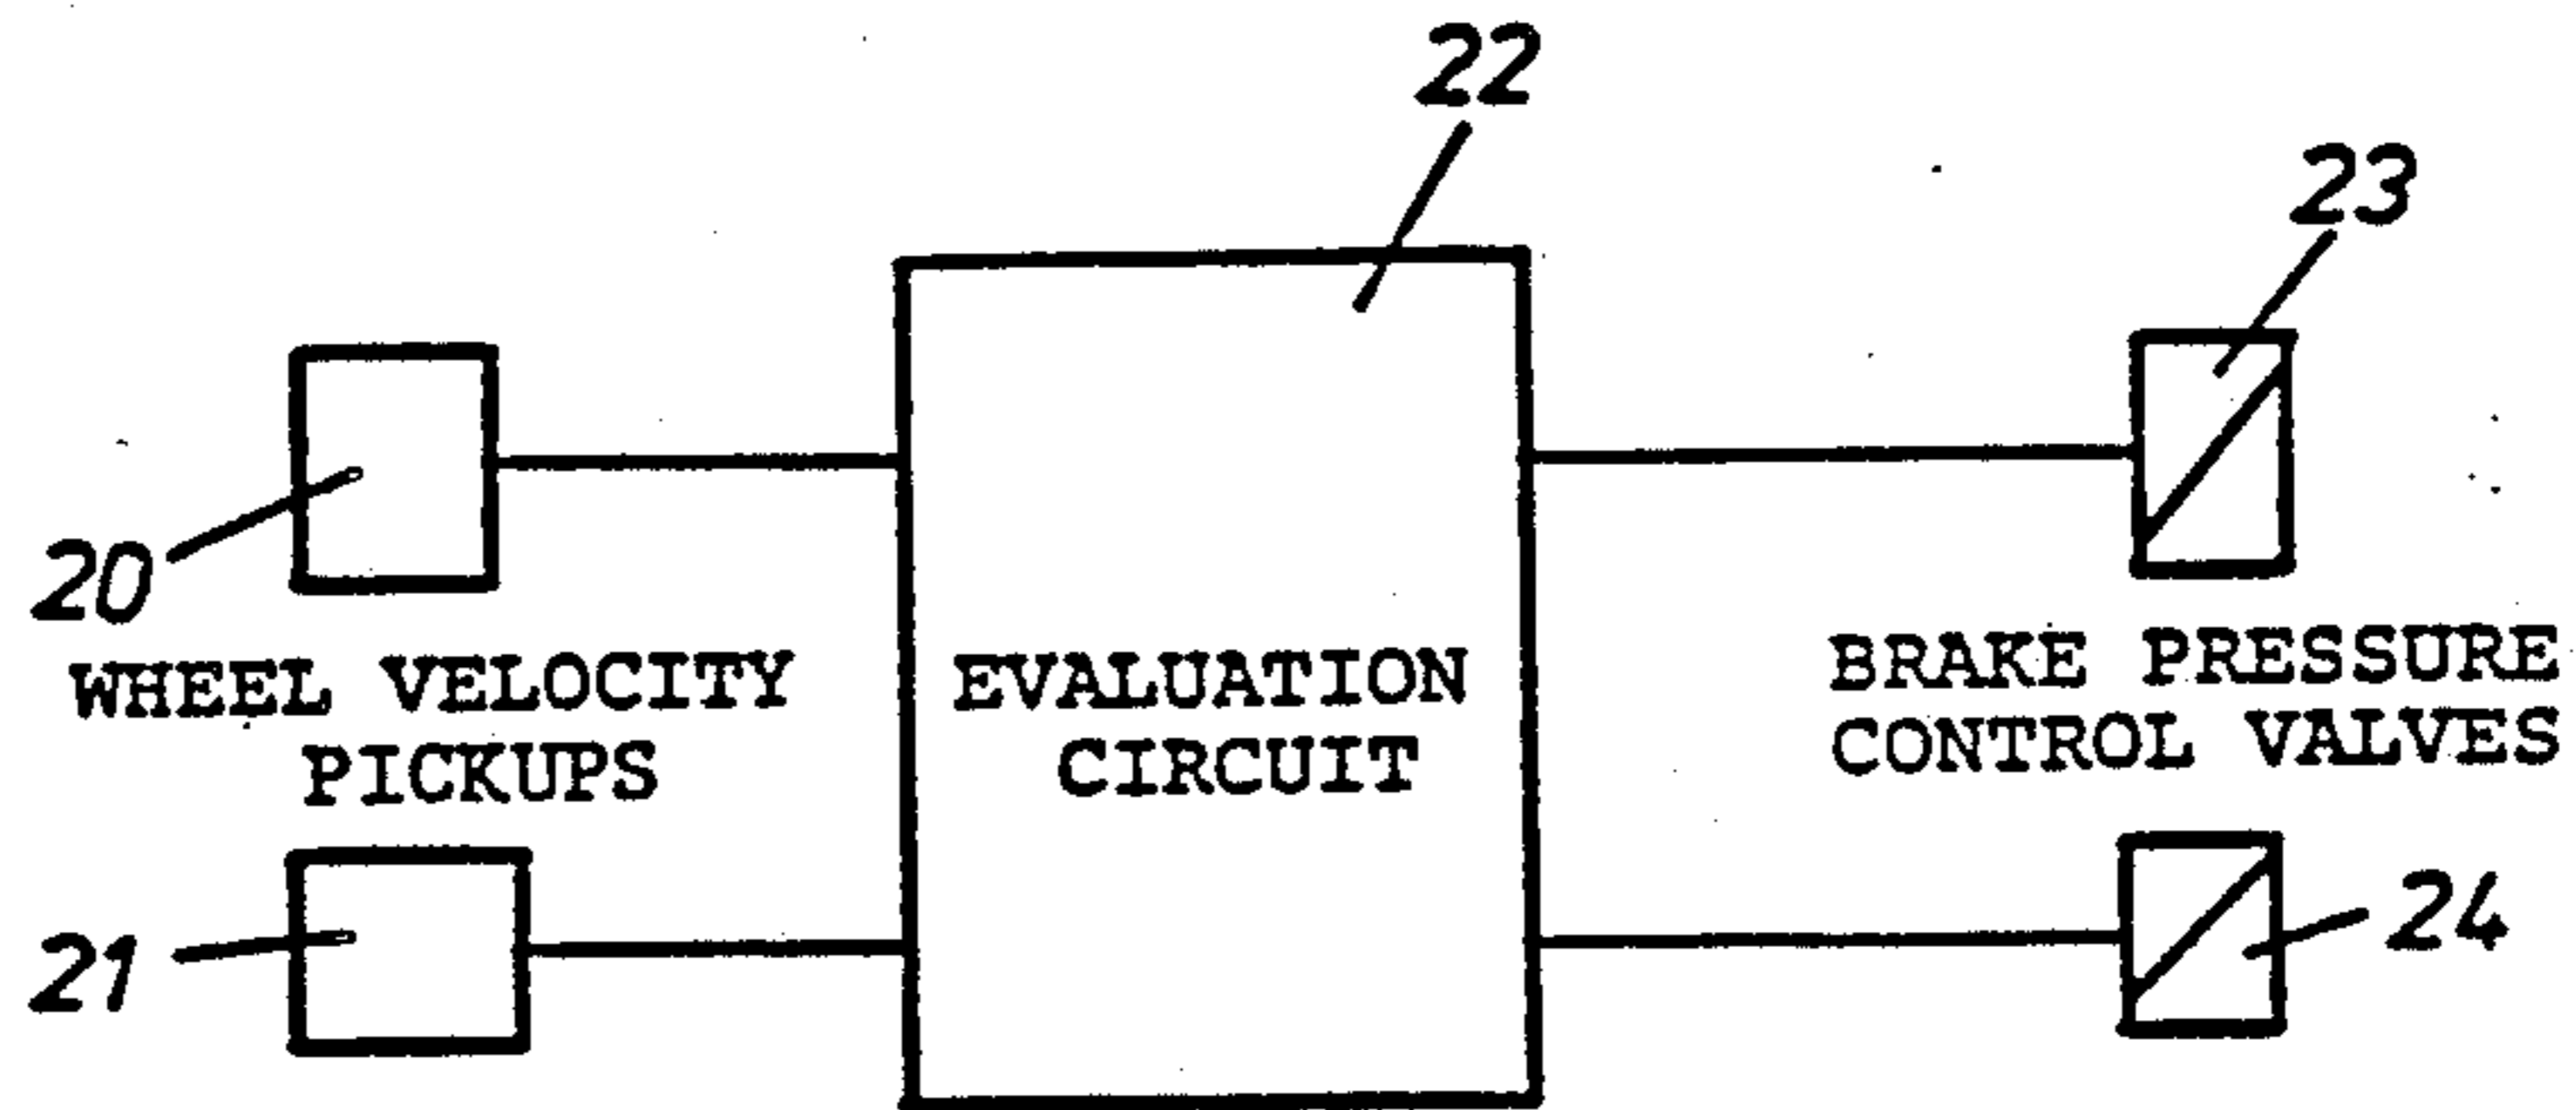 22
23
20
WHEEL VELOCITY
PICKUPS
EVALUATION
CIRCUIT
BRAKE PRESSURE
CONTROL VALVES
21
24